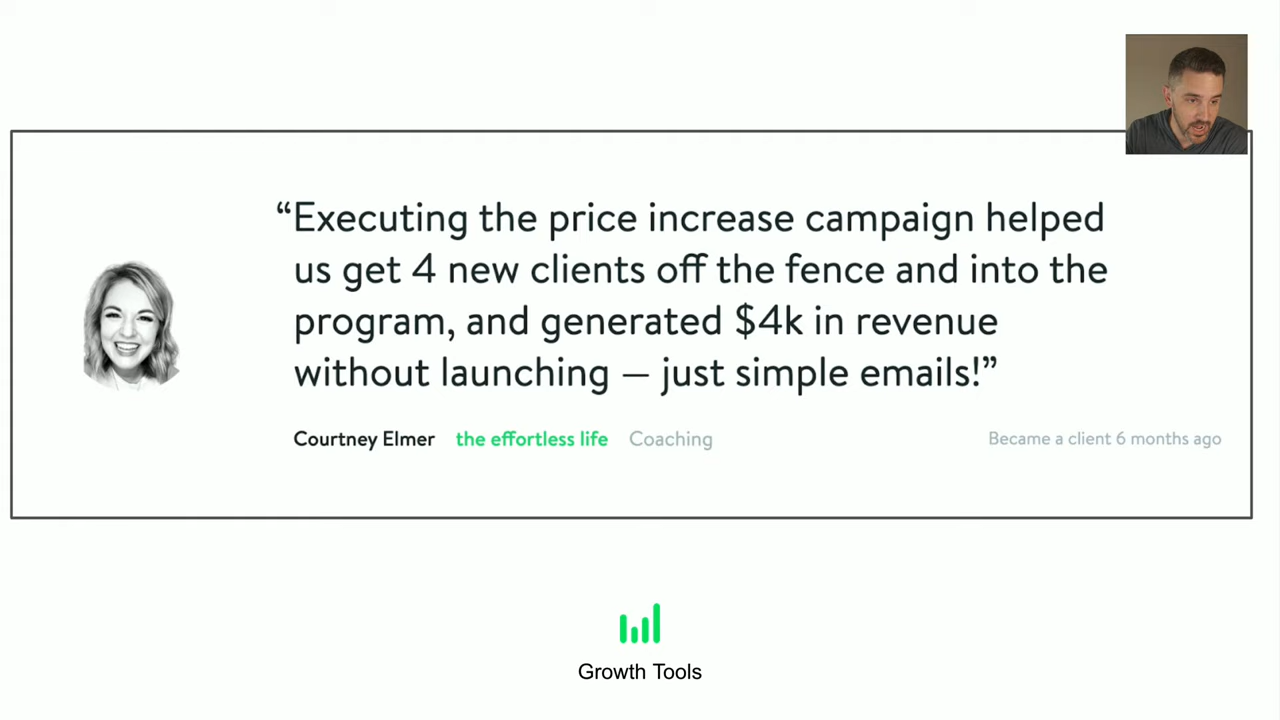 “Executing the price increase campaign helped
us get 4 new clients off the fence and into the
program, and generated $4k in revenue
without launching — just simple emails!”
Courtney Elmer the effortless life Coaching Became a client 6 months ago
Growth Tools